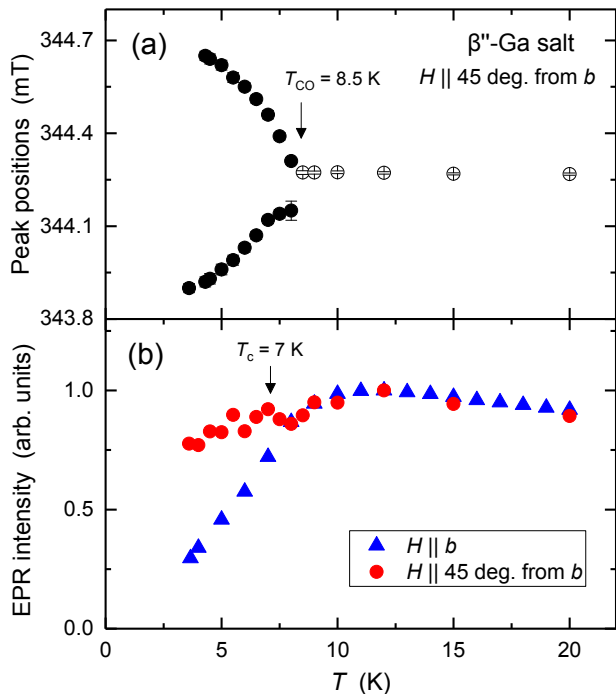 (a)
β''-Ga salt
T_CO = 8.5 K
H || 45 deg. from b
Peak positions (mT)
344.7
344.4
344.1
343.8
(b)
T_c = 7 K
EPR intensity (arb. units)
1.0
0.5
0.0
H || b
H || 45 deg. from b
0 5 10 15 20
T (K)